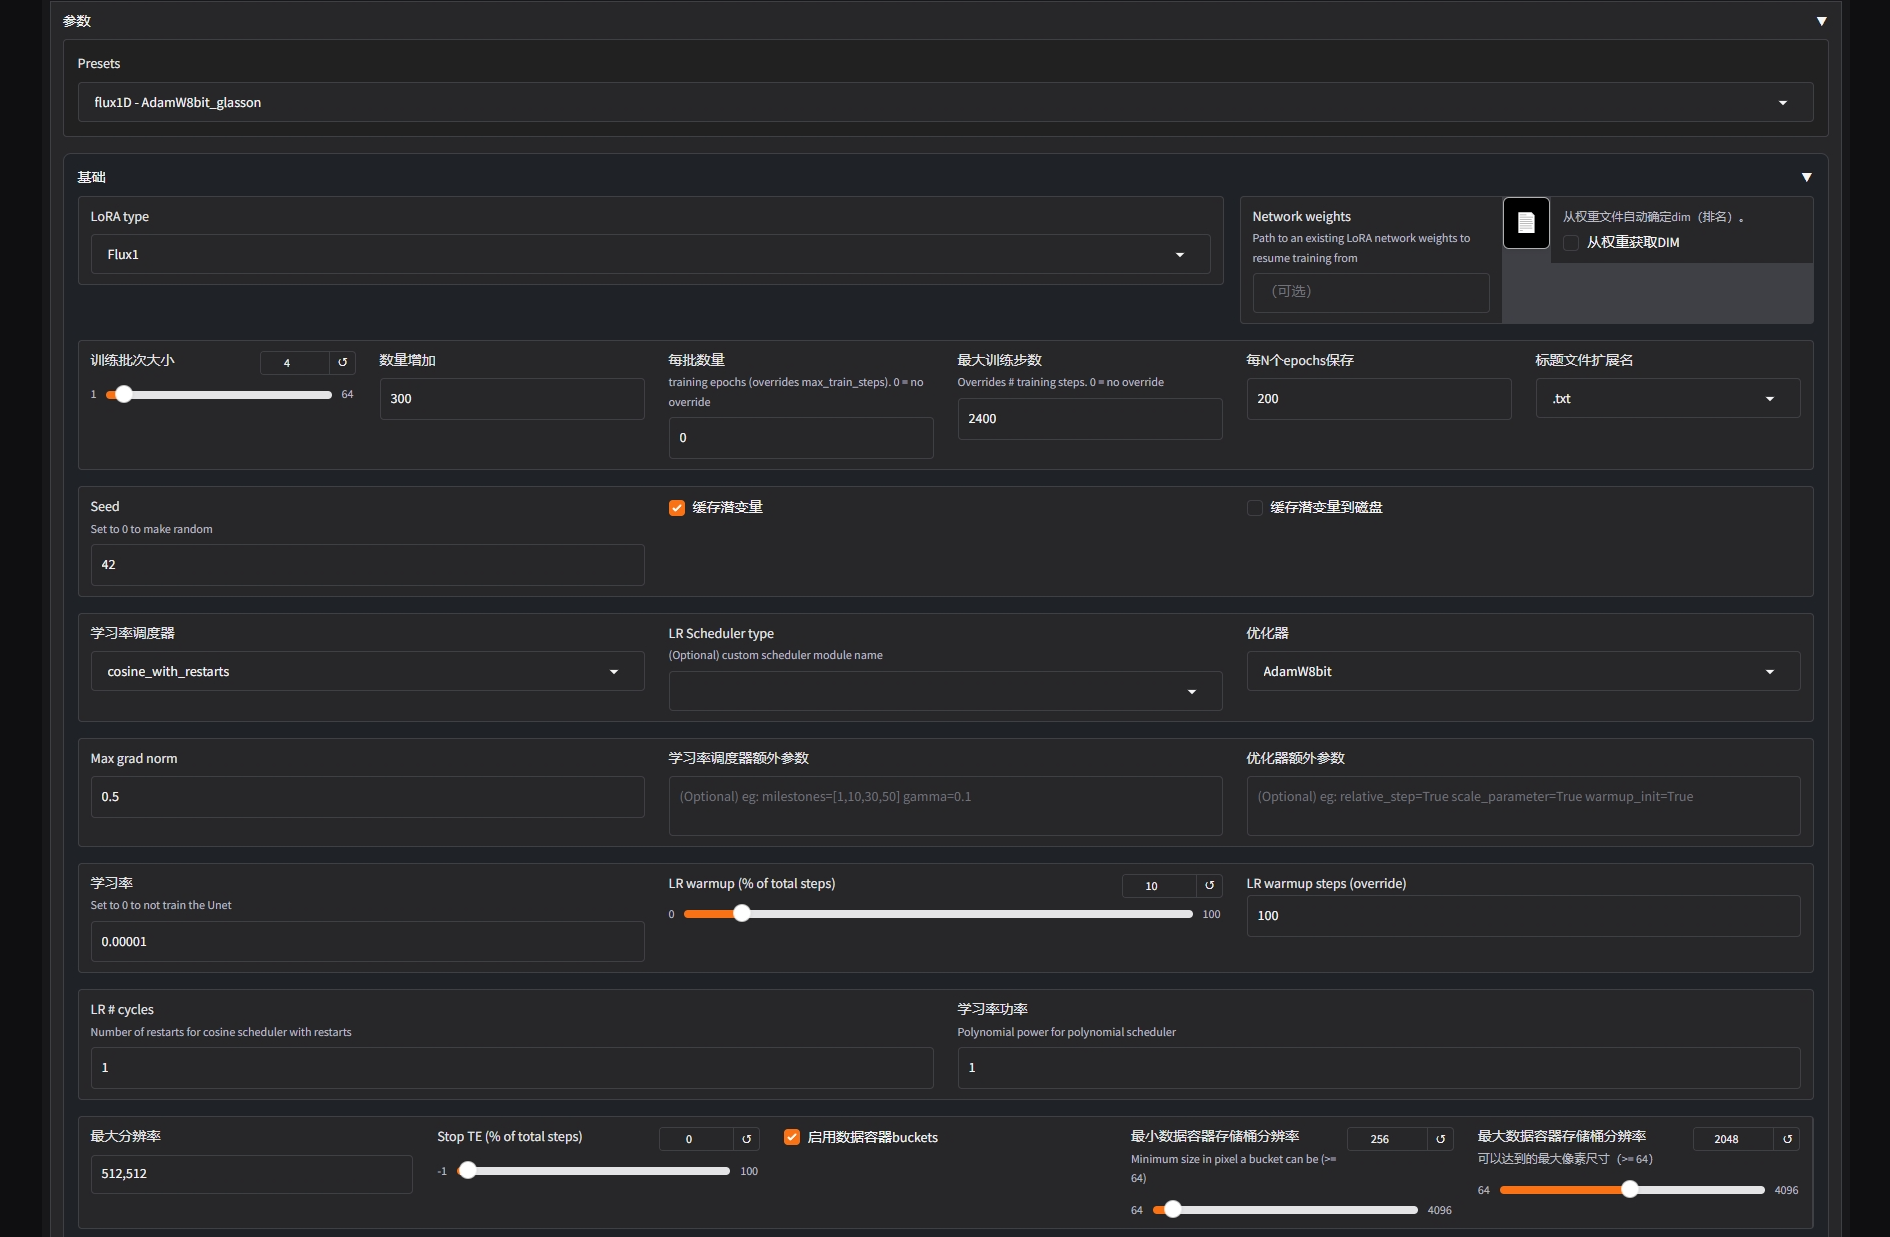 参数
▼
Presets
flux1D - AdamW8bit_glasson
基础
▼
LoRA type
Flux1
Network weights
Path to an existing LoRA network weights to
resume training from
（可选）
从权重文件自动确定dim（排名）。
从权重获取DIM
训练批次大小
4
↺
1
64
数量增加
300
每批数量
training epochs (overrides max_train_steps). 0 = no
override
0
最大训练步数
Overrides # training steps. 0 = no override
2400
每N个epochs保存
200
标题文件扩展名
.txt
Seed
Set to 0 to make random
42
缓存潜变量
缓存潜变量到磁盘
学习率调度器
cosine_with_restarts
LR Scheduler type
(Optional) custom scheduler module name
优化器
AdamW8bit
Max grad norm
0.5
学习率调度器额外参数
(Optional) eg: milestones=[1,10,30,50] gamma=0.1
优化器额外参数
(Optional) eg: relative_step=True scale_parameter=True warmup_init=True
学习率
Set to 0 to not train the Unet
0.00001
LR warmup (% of total steps)
10
↺
0
100
LR warmup steps (override)
100
LR # cycles
Number of restarts for cosine scheduler with restarts
1
学习率功率
Polynomial power for polynomial scheduler
1
最大分辨率
512,512
Stop TE (% of total steps)
0
↺
-1
100
启用数据容器buckets
最小数据容器存储桶分辨率
Minimum size in pixel a bucket can be (>=
64)
256
↺
64
4096
最大数据容器存储桶分辨率
可以达到的最大像素尺寸（>= 64）
2048
↺
64
4096